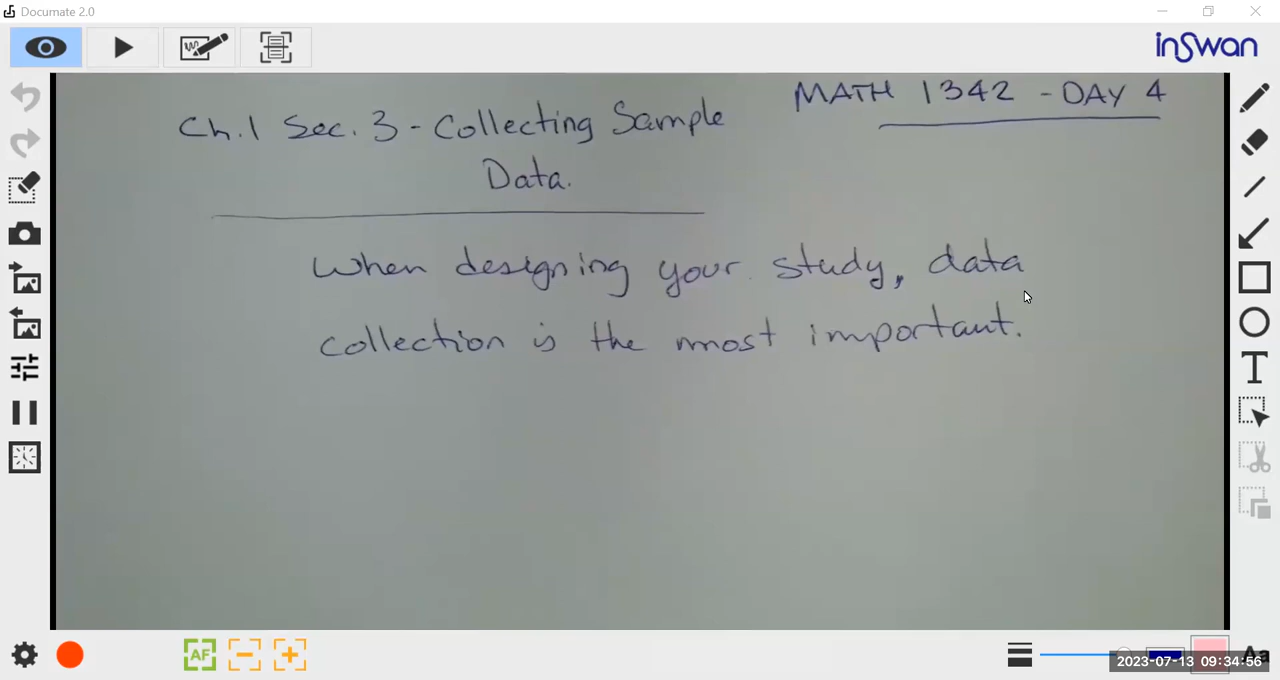 Documate 2.0
inSwan
MATH 1342 - DAY 4
Ch.1 Sec. 3 - Collecting Sample
Data.
When designing your study, data
collection is the most important.
AF
T
Aa
2023-07-13 09:34:56